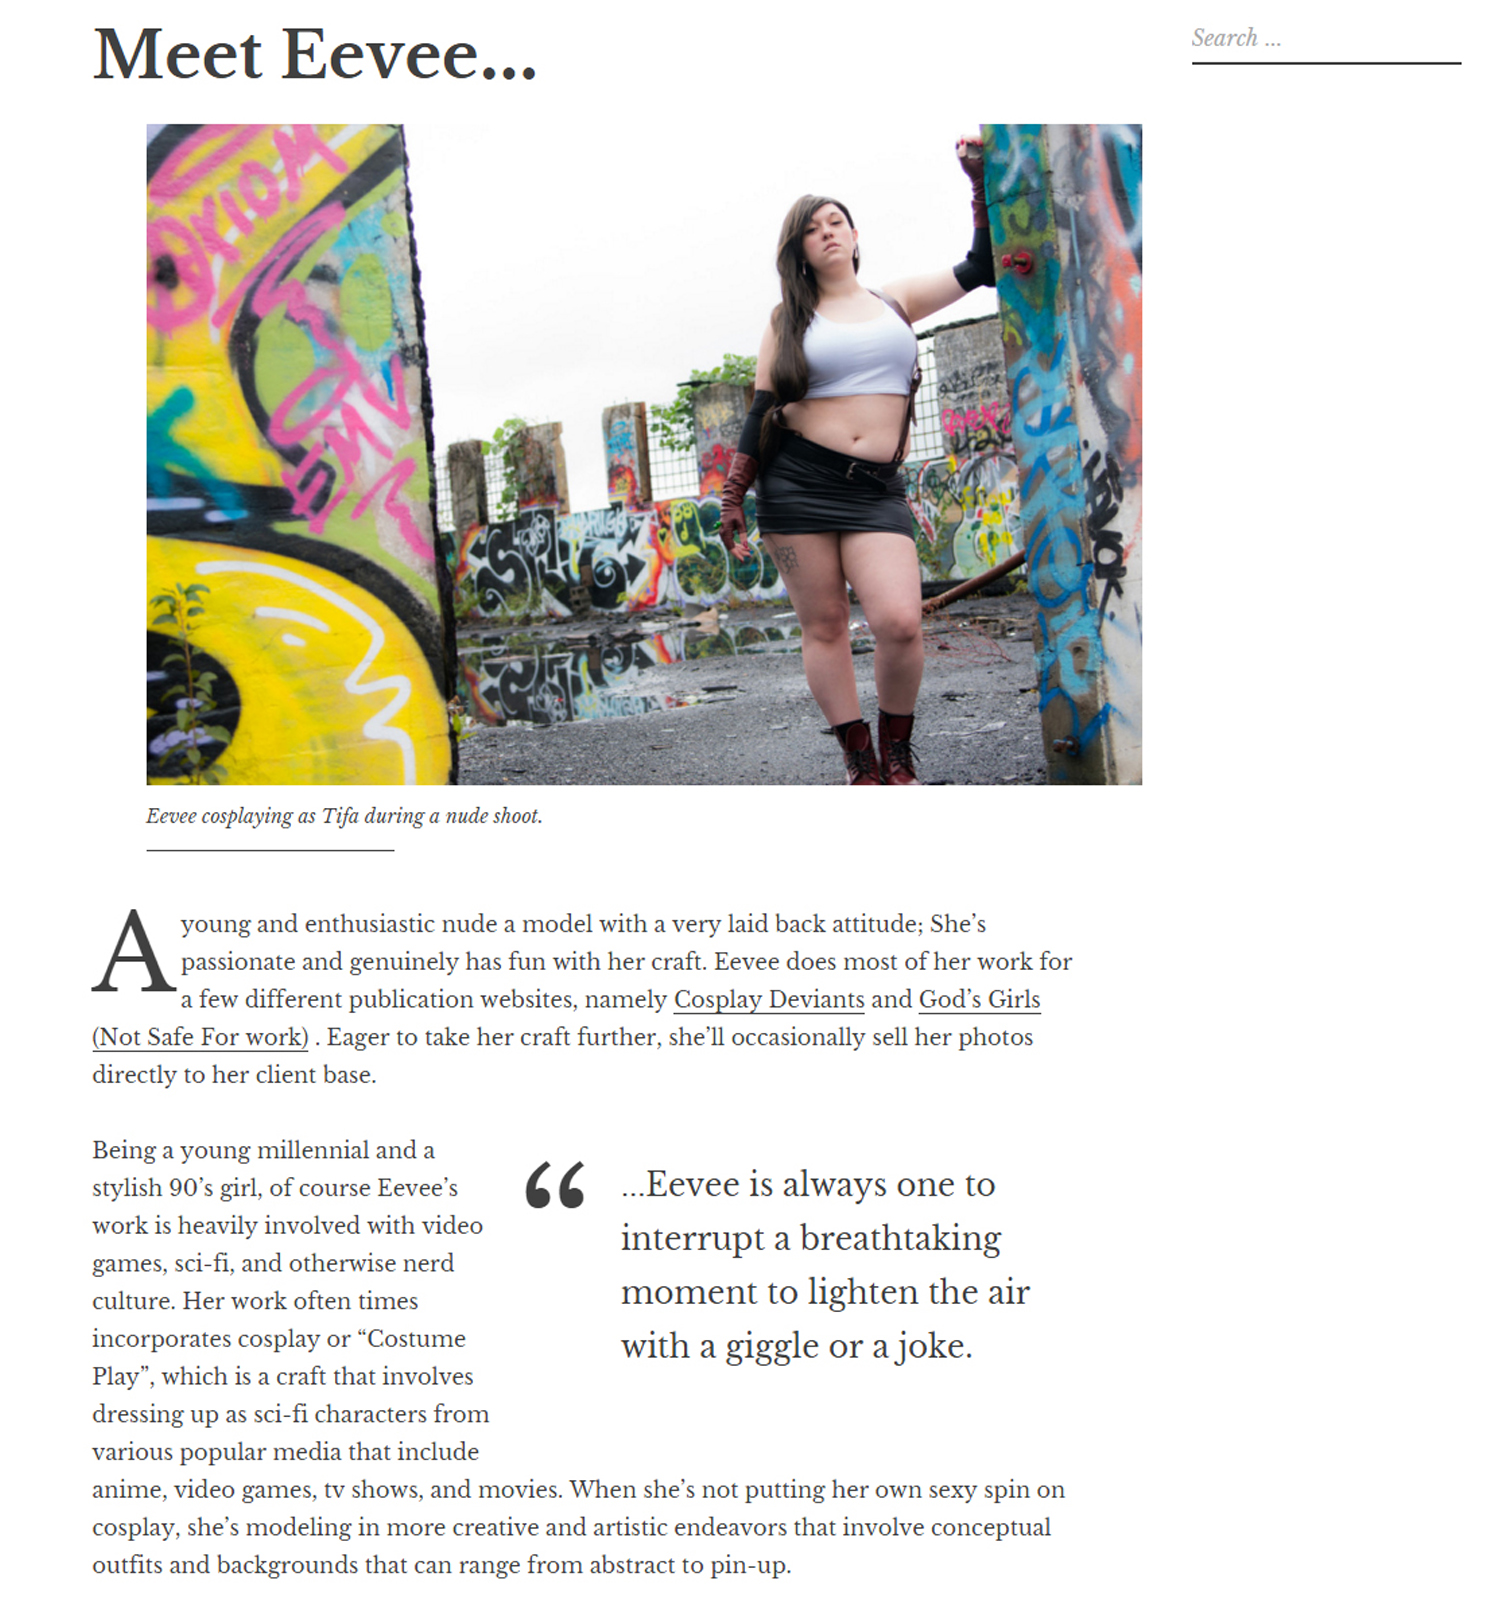 Meet Eevee...
Search ...
OXIOM
EMV
Eevee cosplaying as Tifa during a nude shoot.
A young and enthusiastic nude a model with a very laid back attitude; She’s
passionate and genuinely has fun with her craft. Eevee does most of her work for
a few different publication websites, namely Cosplay Deviants and God’s Girls
(Not Safe For work) . Eager to take her craft further, she’ll occasionally sell her photos
directly to her client base.
Being a young millennial and a
stylish 90’s girl, of course Eevee’s
work is heavily involved with video
games, sci-fi, and otherwise nerd
culture. Her work often times
incorporates cosplay or “Costume
Play”, which is a craft that involves
dressing up as sci-fi characters from
various popular media that include
anime, video games, tv shows, and movies. When she’s not putting her own sexy spin on
cosplay, she’s modeling in more creative and artistic endeavors that involve conceptual
outfits and backgrounds that can range from abstract to pin-up.
“ ...Eevee is always one to
interrupt a breathtaking
moment to lighten the air
with a giggle or a joke.